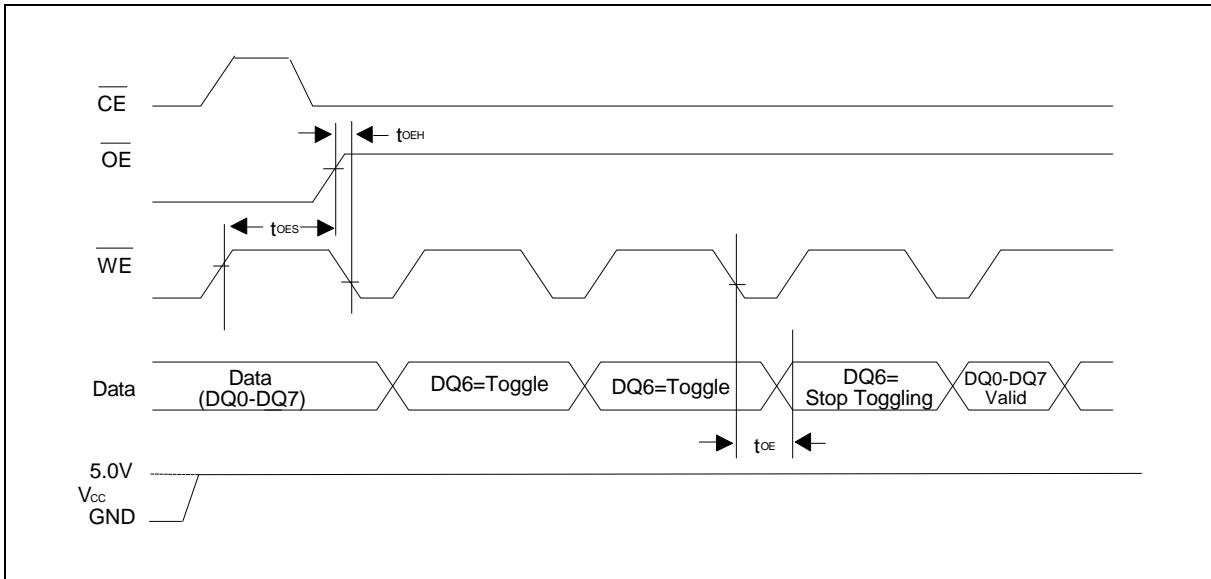 CE
tOEH
OE
tOES
WE
Data
Data
(DQ0-DQ7)
DQ6=Toggle
DQ6=Toggle
DQ6=
Stop Toggling
DQ0-DQ7
Valid
tOE
5.0V
Vcc
GND